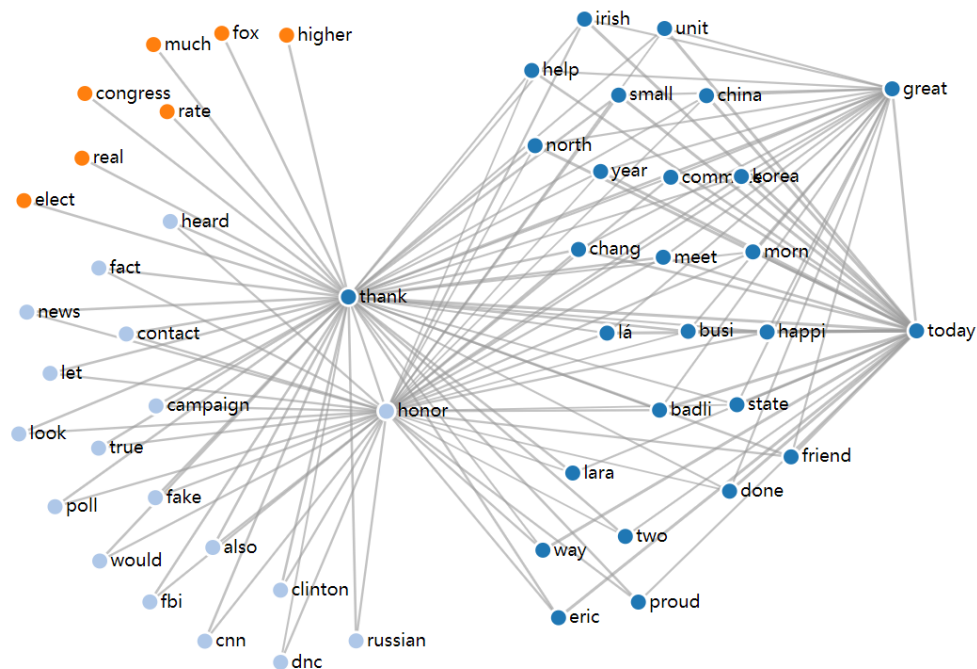 irish
fox
higher
unit
much
help
great
congress
small
china
rate
north
real
year
comm
korea
elect
heard
chang
meet
morn
fact
thank
news
contact
lá
busi
happi
today
let
campaign
honor
badli
state
look
true
friend
lara
poll
fake
done
two
would
also
way
clinton
fbi
eric
proud
cnn
russian
dnc